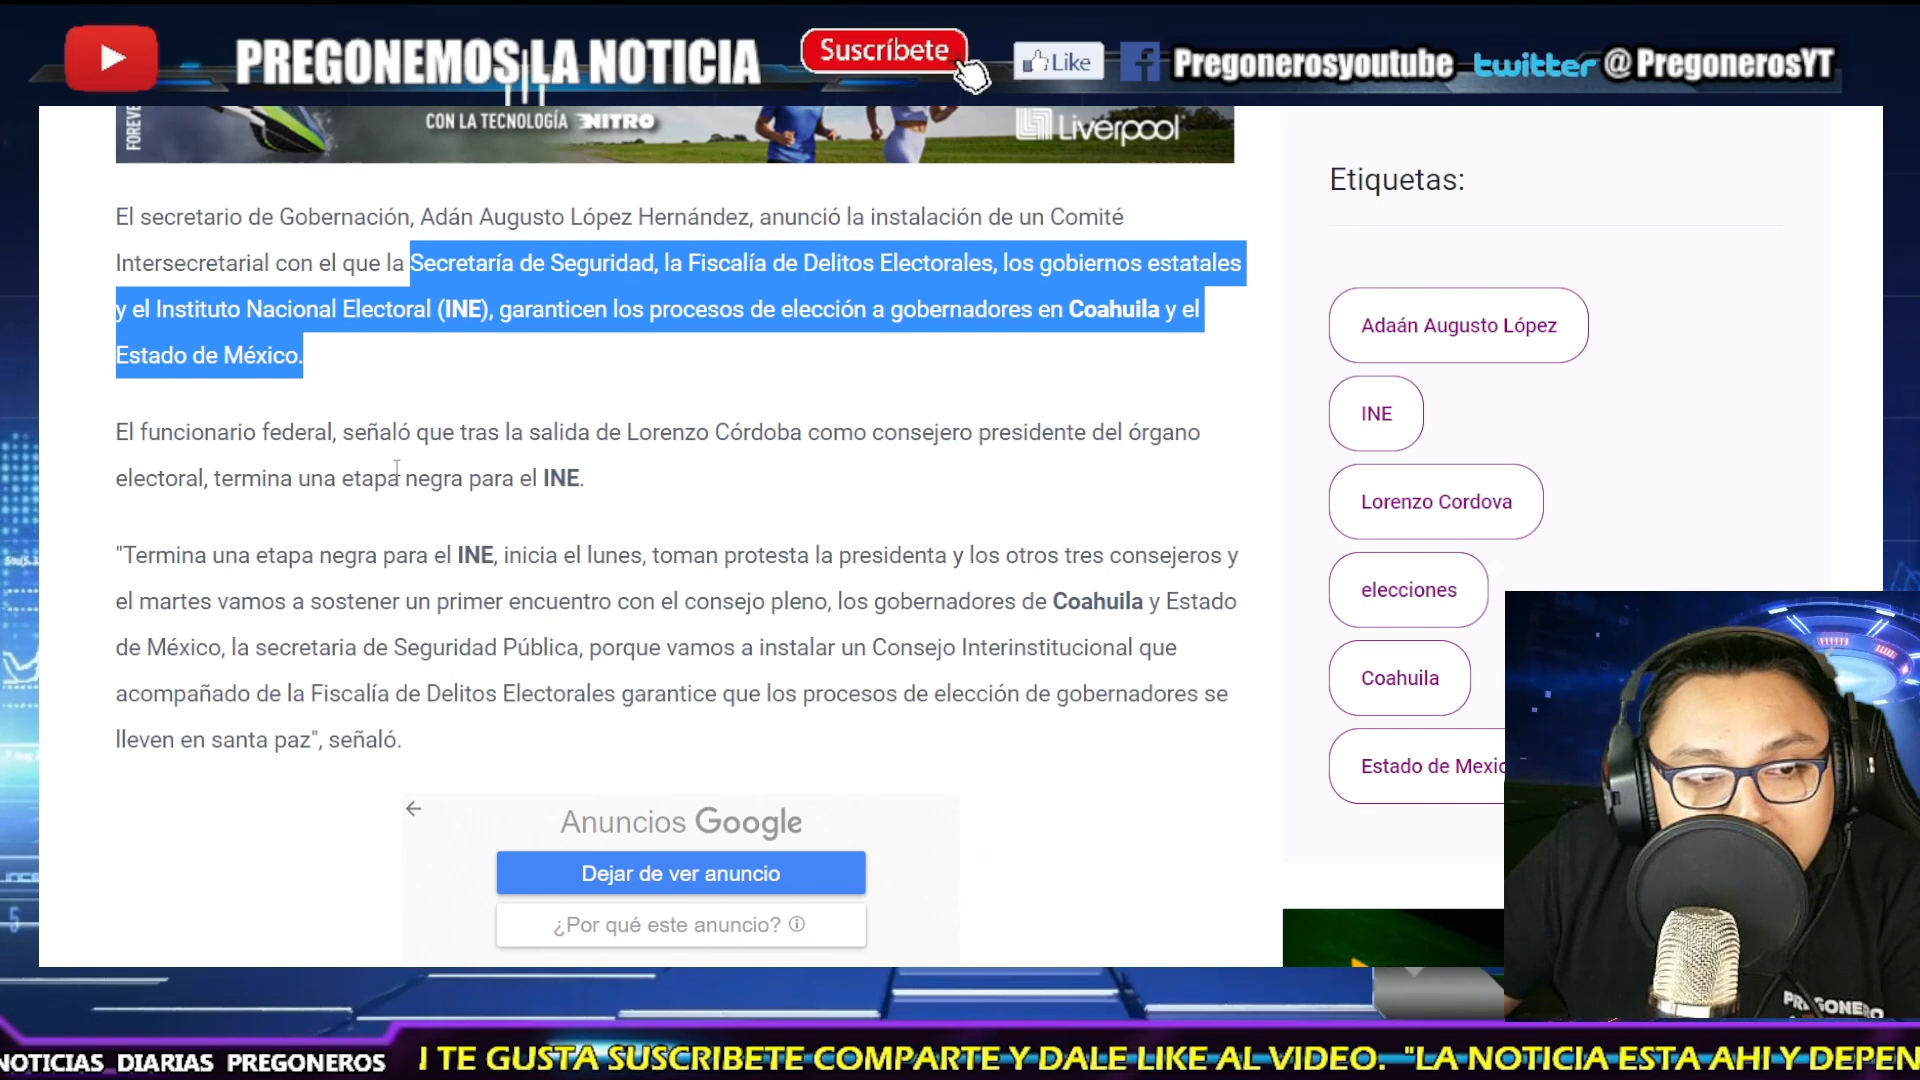 PREGONEMOS LA NOTICIA
Suscríbete
Like
Pregonerosyoutube
twitter @PregonerosYT
CON LA TECNOLOGÍA NITRO
Liverpool
El secretario de Gobernación, Adán Augusto López Hernández, anunció la instalación de un Comité
Intersecretarial con el que la Secretaría de Seguridad, la Fiscalía de Delitos Electorales, los gobiernos estatales
y el Instituto Nacional Electoral (INE), garanticen los procesos de elección a gobernadores en Coahuila y el
Estado de México.
El funcionario federal, señaló que tras la salida de Lorenzo Córdoba como consejero presidente del órgano
electoral, termina una etapa negra para el INE.
"Termina una etapa negra para el INE, inicia el lunes, toman protesta la presidenta y los otros tres consejeros y
el martes vamos a sostener un primer encuentro con el consejo pleno, los gobernadores de Coahuila y Estado
de México, la secretaria de Seguridad Pública, porque vamos a instalar un Consejo Interinstitucional que
acompañado de la Fiscalía de Delitos Electorales garantice que los procesos de elección de gobernadores se
lleven en santa paz", señaló.
Anuncios Google
Dejar de ver anuncio
¿Por qué este anuncio?
Etiquetas:
Adaán Augusto López
INE
Lorenzo Cordova
elecciones
Coahuila
Estado de Mexic
NOTICIAS DIARIAS PREGONEROS
I TE GUSTA SUSCRIBETE COMPARTE Y DALE LIKE AL VIDEO. "LA NOTICIA ESTA AHI Y DEPEN